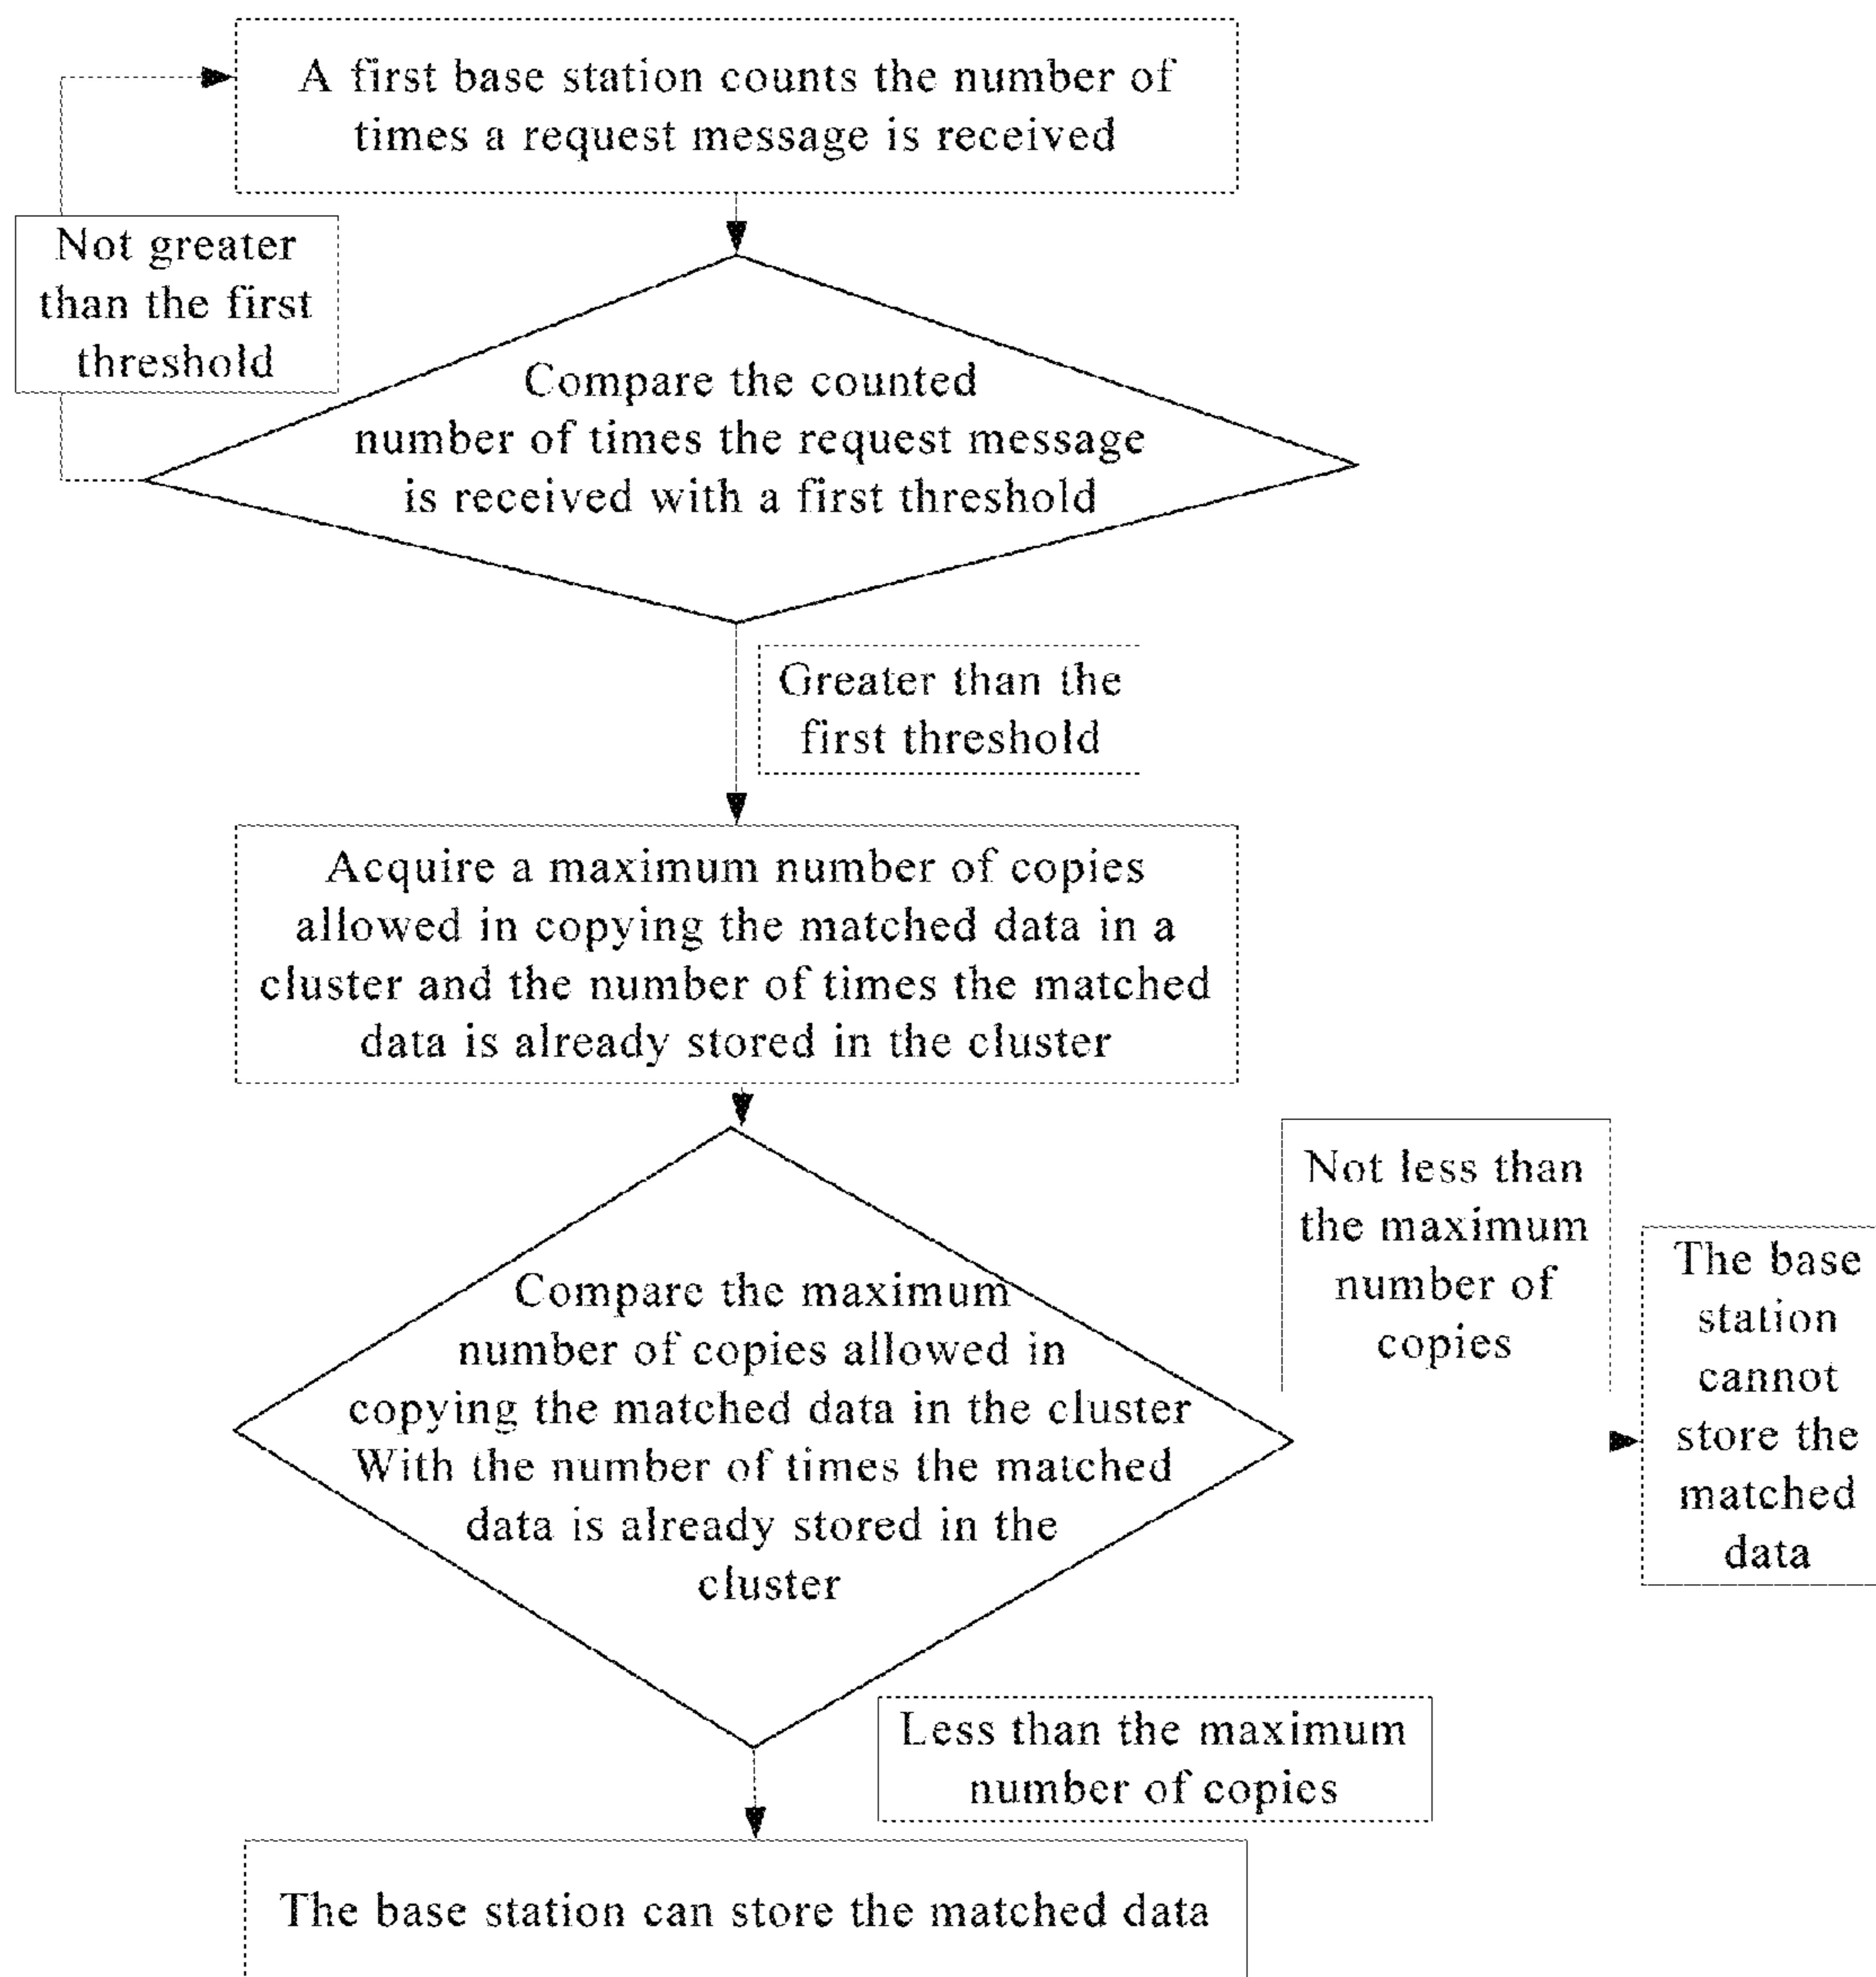 A first base station counts the number of
times a request message is received
Not greater
than the first
threshold
Compare the counted
number of times the request message
is received with a first threshold
Greater than the
first threshold
Acquire a maximum number of copies
allowed in copying the matched data in a
cluster and the number of times the matched
data is already stored in the cluster
Not less than
the maximum
number of
copies
The base
station
cannot
store the
matched
data
Compare the maximum
number of copies allowed in
copying the matched data in the cluster
With the number of times the matched
data is already stored in the
cluster
Less than the maximum
number of copies
The base station can store the matched data